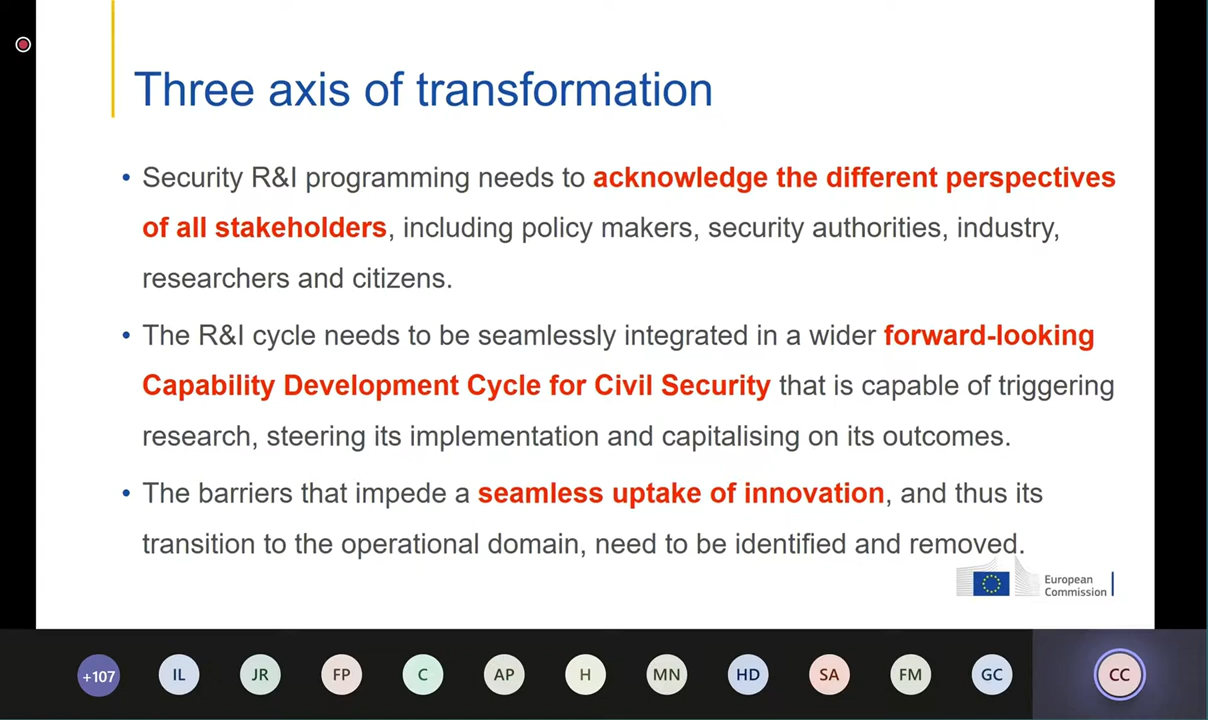 Three axis of transformation
• Security R&I programming needs to acknowledge the different perspectives
of all stakeholders, including policy makers, security authorities, industry,
researchers and citizens.
• The R&I cycle needs to be seamlessly integrated in a wider forward-looking
Capability Development Cycle for Civil Security that is capable of triggering
research, steering its implementation and capitalising on its outcomes.
• The barriers that impede a seamless uptake of innovation, and thus its
transition to the operational domain, need to be identified and removed.
European
Commission
+107 IL JR FP C AP H MN HD SA FM GC CC